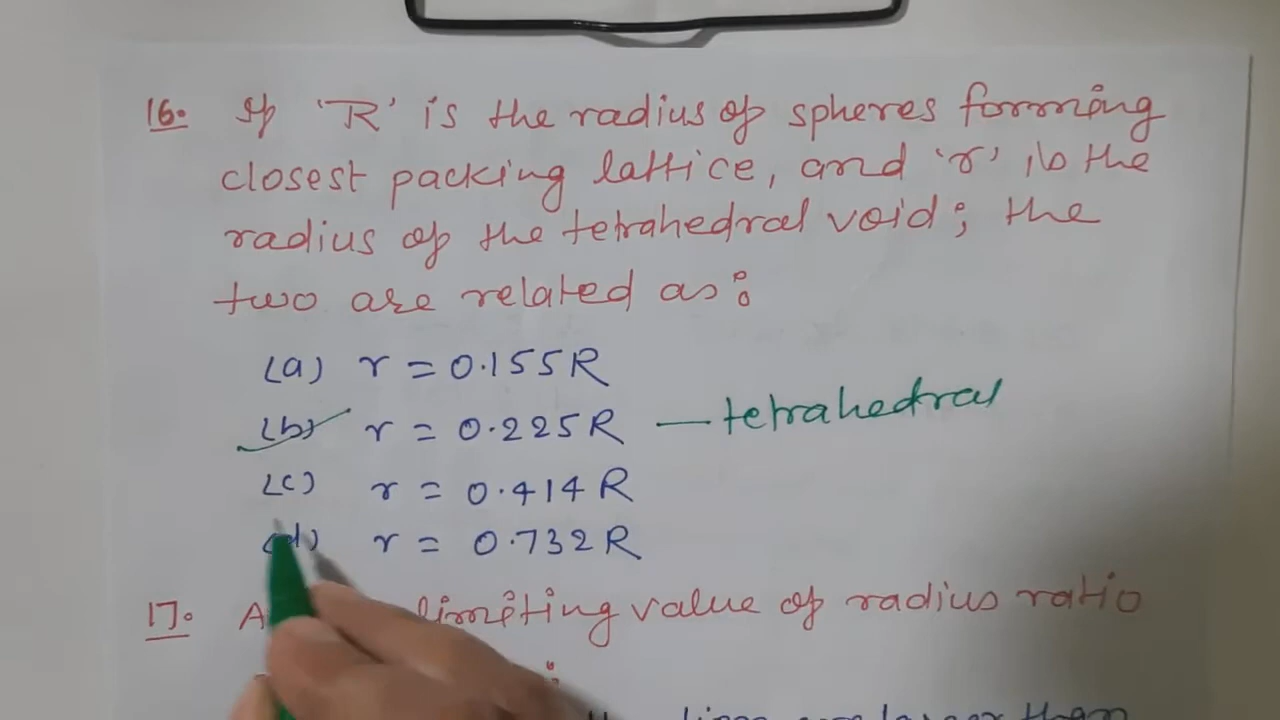 16. If 'R' is the radius of spheres forming
closest packing lattice, and 'r' is the
radius of the tetrahedral void; the
two are related as:
(a) r = 0.155R
(b) r = 0.225R — tetrahedral
(c) r = 0.414R
(d) r = 0.732R
17. limiting value of radius ratio